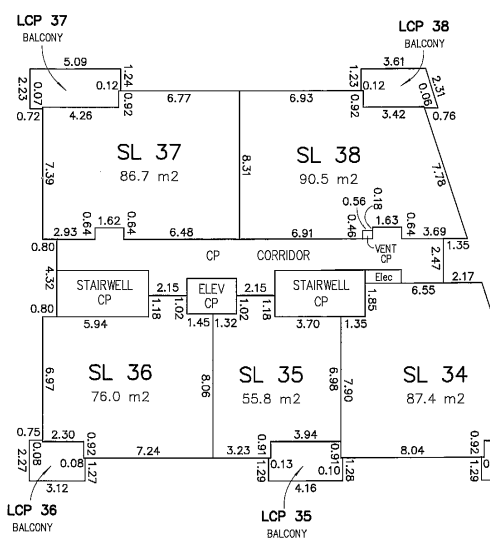 LCP 37
BALCONY
LCP 38
BALCONY
5.09
3.61
1.24
1.23
2.31
2.23
0.07
0.12
0.12
0.06
6.77
6.93
0.92
0.92
0.72
4.26
3.42
0.76
SL 37
86.7 m2
SL 38
90.5 m2
7.39
8.31
7.78
0.18
0.56
0.64
1.62
0.64
1.63
0.64
2.93
6.48
6.91
0.46
3.69
1.35
0.80
CP CORRIDOR
VENT
CP
2.47
4.32
STAIRWELL
CP
2.15
ELEV
CP
2.15
STAIRWELL
CP
Elec
6.55
2.17
1.18
1.02
1.02
1.18
1.85
0.80
5.94
1.45
1.32
3.70
1.35
SL 36
76.0 m2
SL 35
55.8 m2
SL 34
87.4 m2
6.97
8.06
6.98
7.90
0.75
2.30
0.92
3.94
0.91
0.91
0.92
2.27
0.08
0.08
1.27
7.24
3.23
1.29
0.13
0.10
1.28
8.04
1.29
0
3.12
4.16
LCP 36
BALCONY
LCP 35
BALCONY